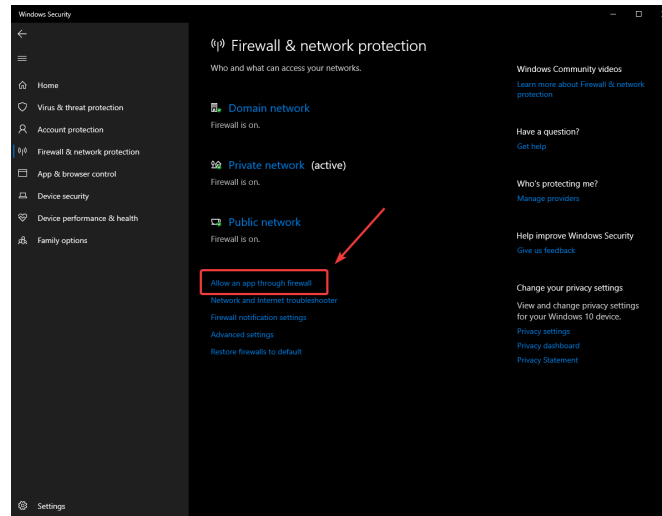 Windows Security
Home
Virus & threat protection
Account protection
Firewall & network protection
App & browser control
Device security
Device performance & health
Family options
Settings
Firewall & network protection
Who and what can access your networks.
Domain network
Firewall is on.
Private network (active)
Firewall is on.
Public network
Firewall is on.
Allow an app through firewall
Network and Internet troubleshooter
Firewall notification settings
Advanced settings
Restore firewalls to default
Windows Community videos
Learn more about Firewall & network
protection
Have a question?
Get help
Who's protecting me?
Manage providers
Help improve Windows Security
Give us feedback
Change your privacy settings
View and change privacy settings
for your Windows 10 device.
Privacy settings
Privacy dashboard
Privacy Statement